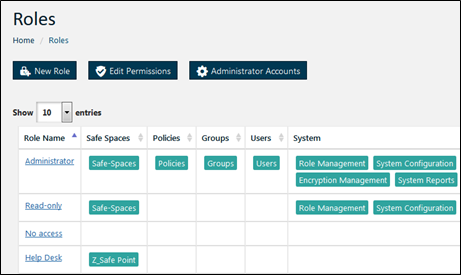 Roles
Home / Roles
New Role Edit Permissions Administrator Accounts
Show 10 entries
Role Name Safe Spaces Policies Groups Users System
Administrator Safe-Spaces Policies Groups Users Role Management System Configuration
Encryption Management System Reports
Read-only Safe-Spaces Role Management System Configuration
No access
Help Desk Z_Safe Point